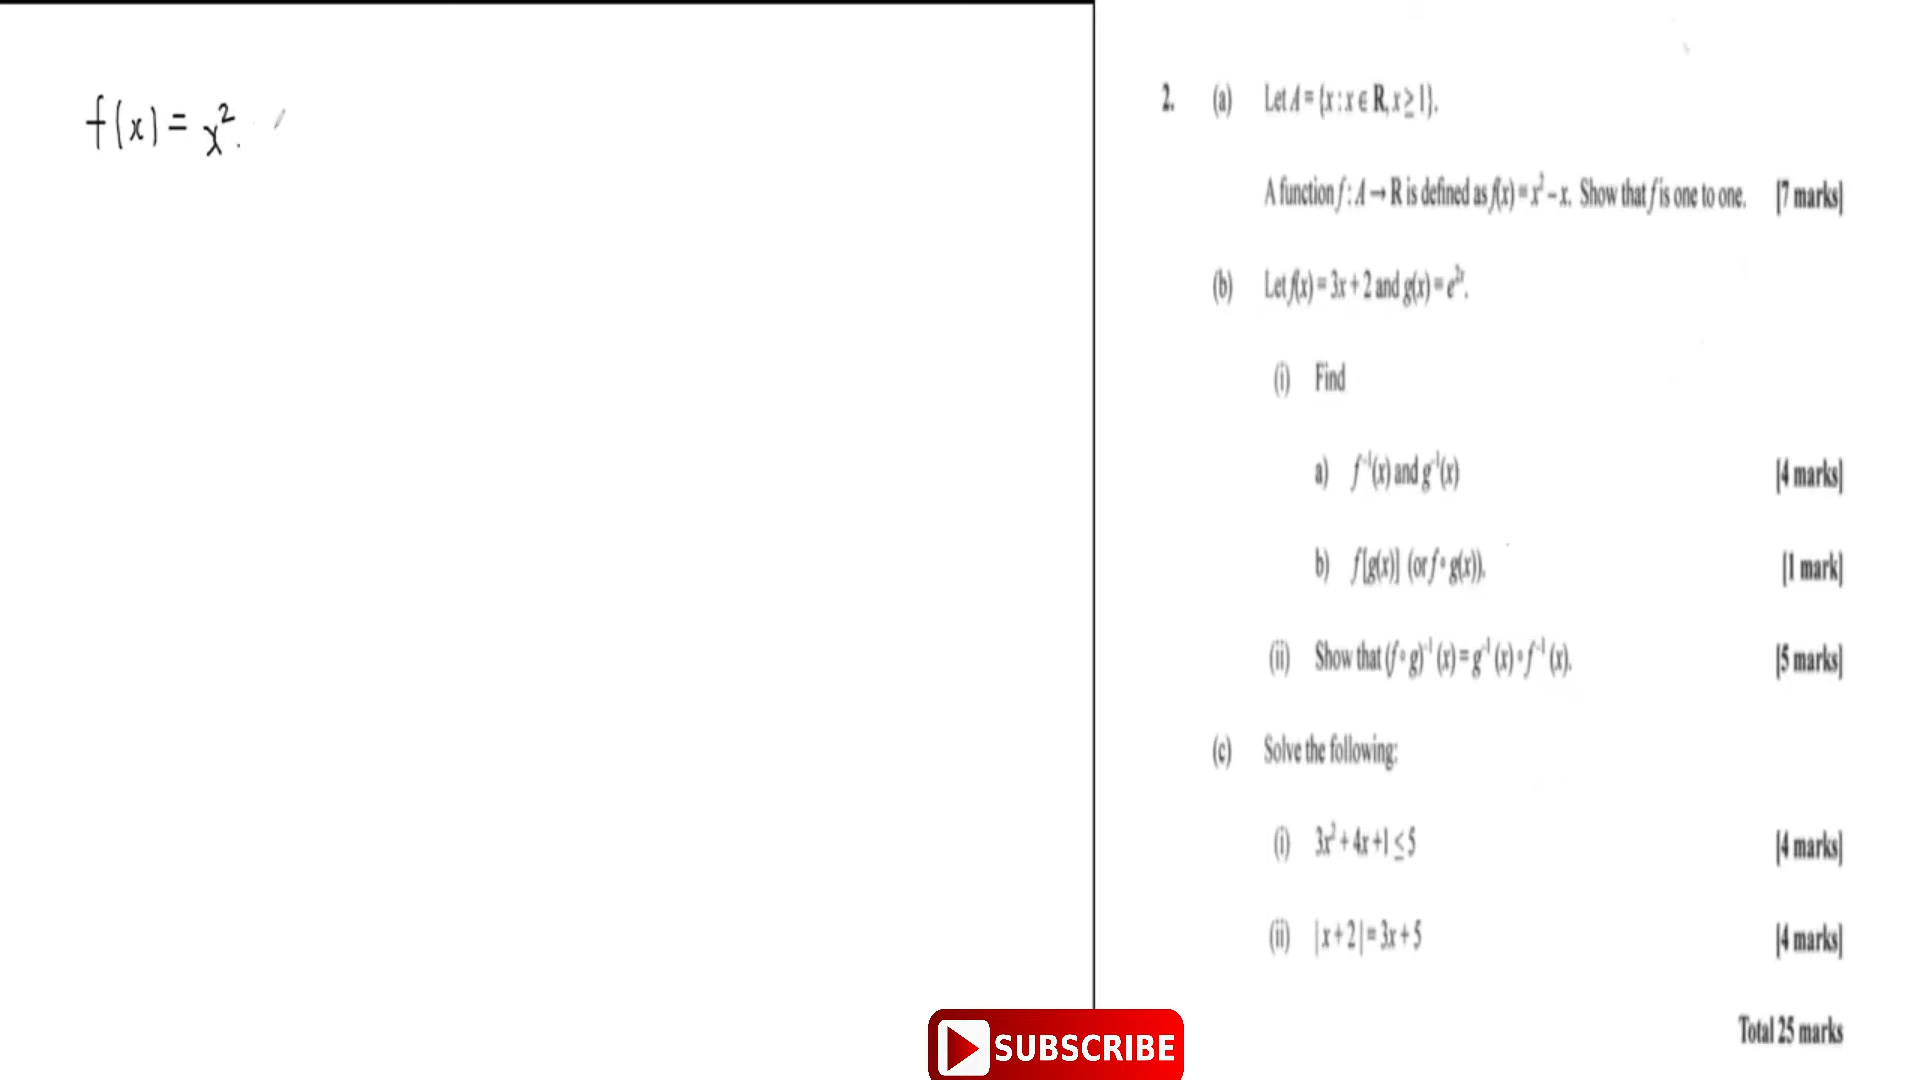 f(x) = x².
2. (a) Let A = {x : x ∈ R, x ≥ 1}.
A function f : A → R is defined as f(x) = x² – x. Show that f is one to one. [7 marks]
(b) Let f(x) = 3x + 2 and g(x) = e²ˣ.
(i) Find
a) f⁻¹(x) and g⁻¹(x) [4 marks]
b) f[g(x)] (or f ∘ g(x)). [1 mark]
(ii) Show that (f ∘ g)⁻¹ (x) = g⁻¹ (x) ∘ f⁻¹ (x). [5 marks]
(c) Solve the following:
(i) 3x² + 4x +1 ≤ 5 [4 marks]
(ii) | x + 2 | = 3x + 5 [4 marks]
Total 25 marks
SUBSCRIBE